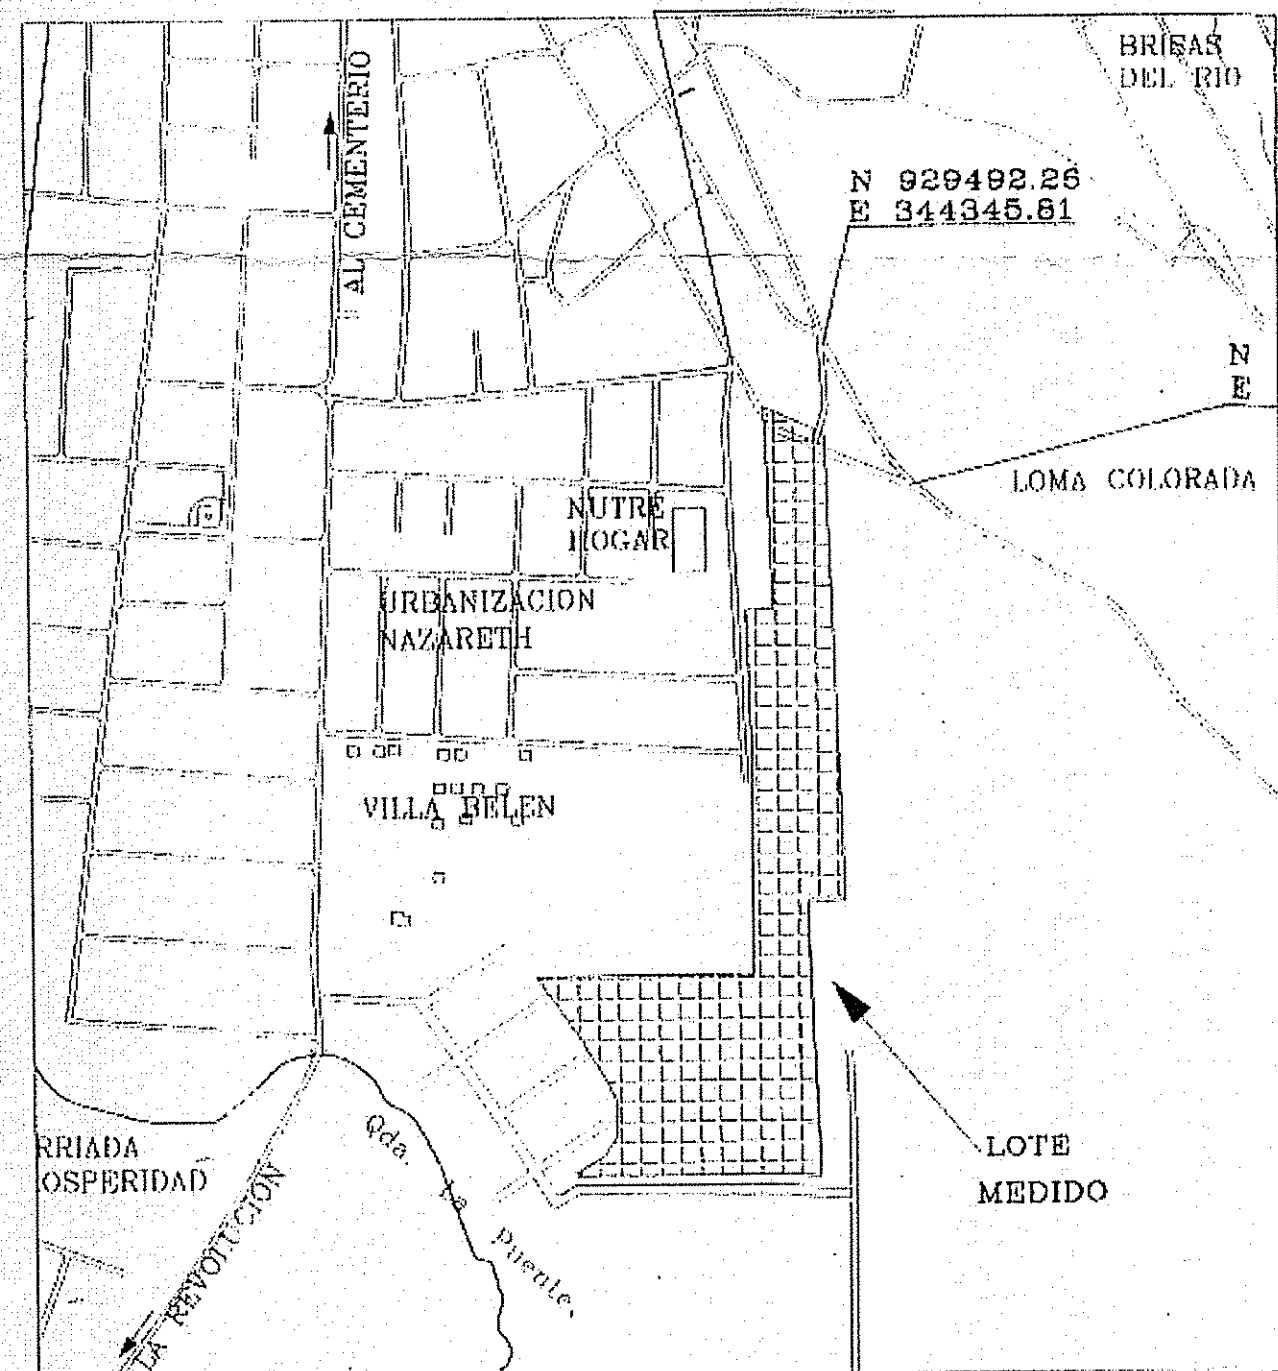 BRISAS
DEL RIO
AL CEMENTERIO
N 929492.26
E 344345.81
N
E
LOMA COLORADA
NUTRE
HOGAR
URBANIZACION
NAZARETH
VILLA BELEN
RRIADA
OSPERIDAD
LA REVOLUCION
Qda. La Puente.
LOTE
MEDIDO